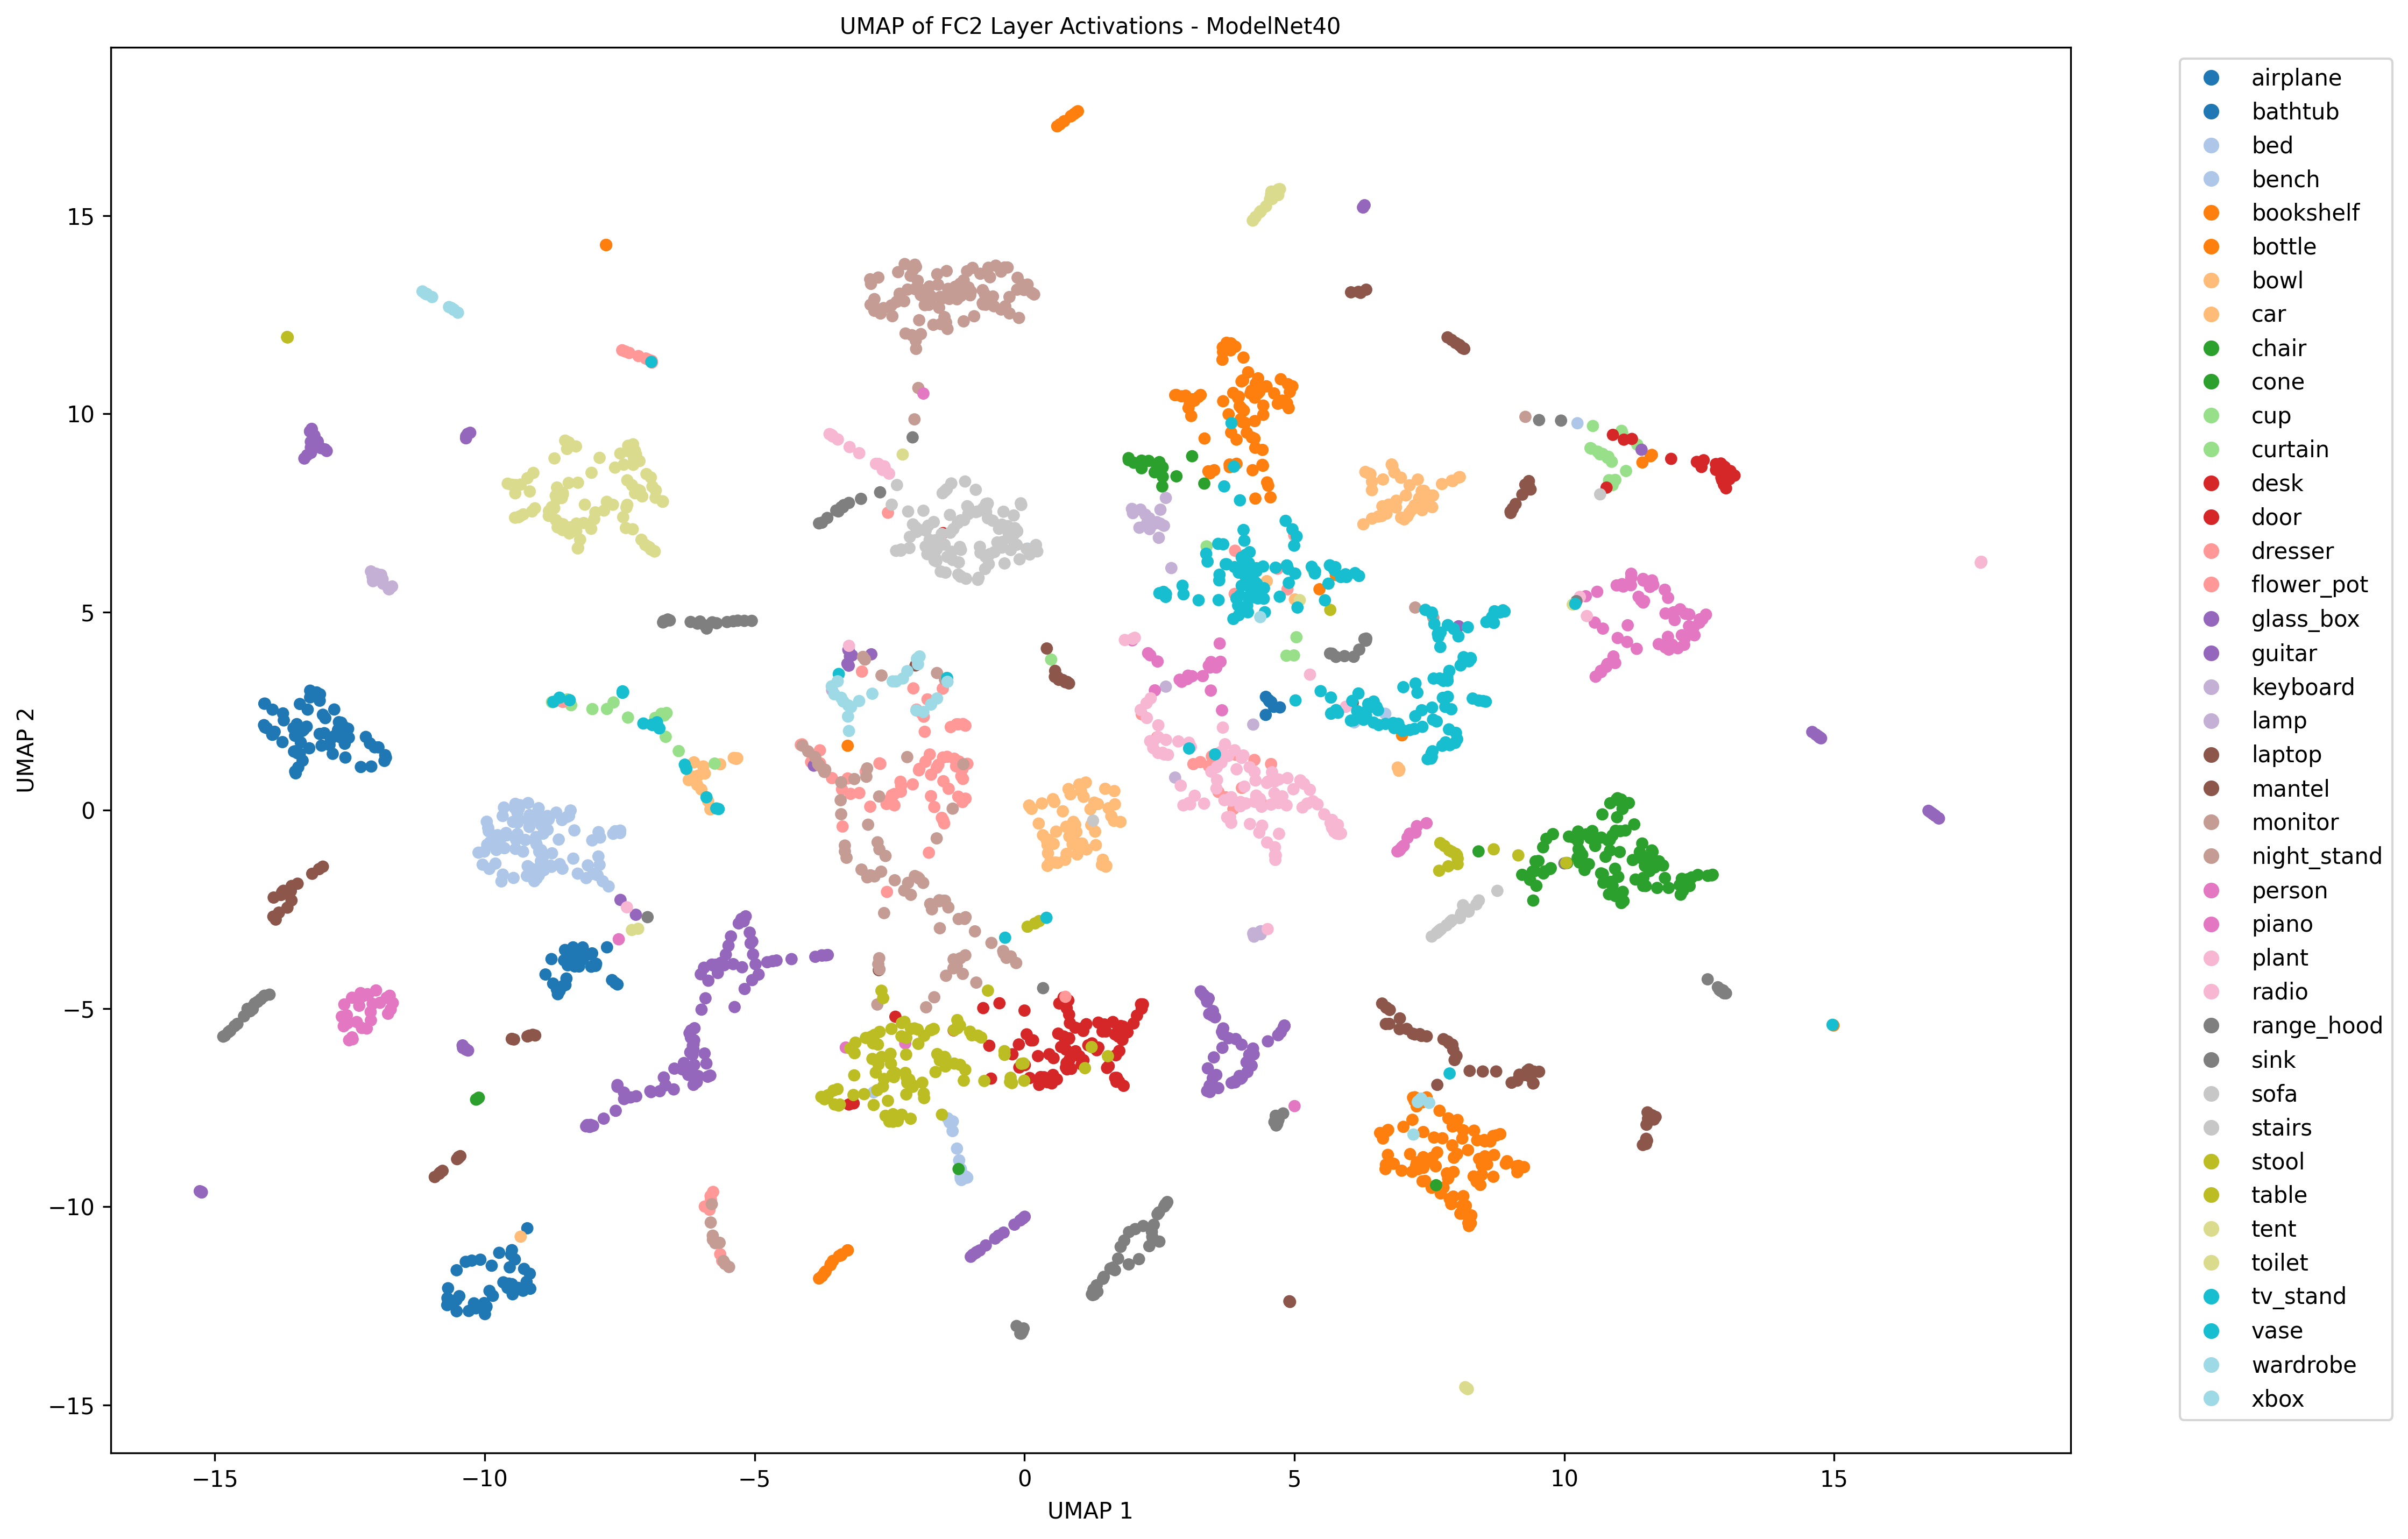 UMAP of FC2 Layer Activations - ModelNet40
15
10
5
0
−5
−10
−15
UMAP 2
−15
−10
−5
0
5
10
15
UMAP 1
airplane
bathtub
bed
bench
bookshelf
bottle
bowl
car
chair
cone
cup
curtain
desk
door
dresser
flower_pot
glass_box
guitar
keyboard
lamp
laptop
mantel
monitor
night_stand
person
piano
plant
radio
range_hood
sink
sofa
stairs
stool
table
tent
toilet
tv_stand
vase
wardrobe
xbox